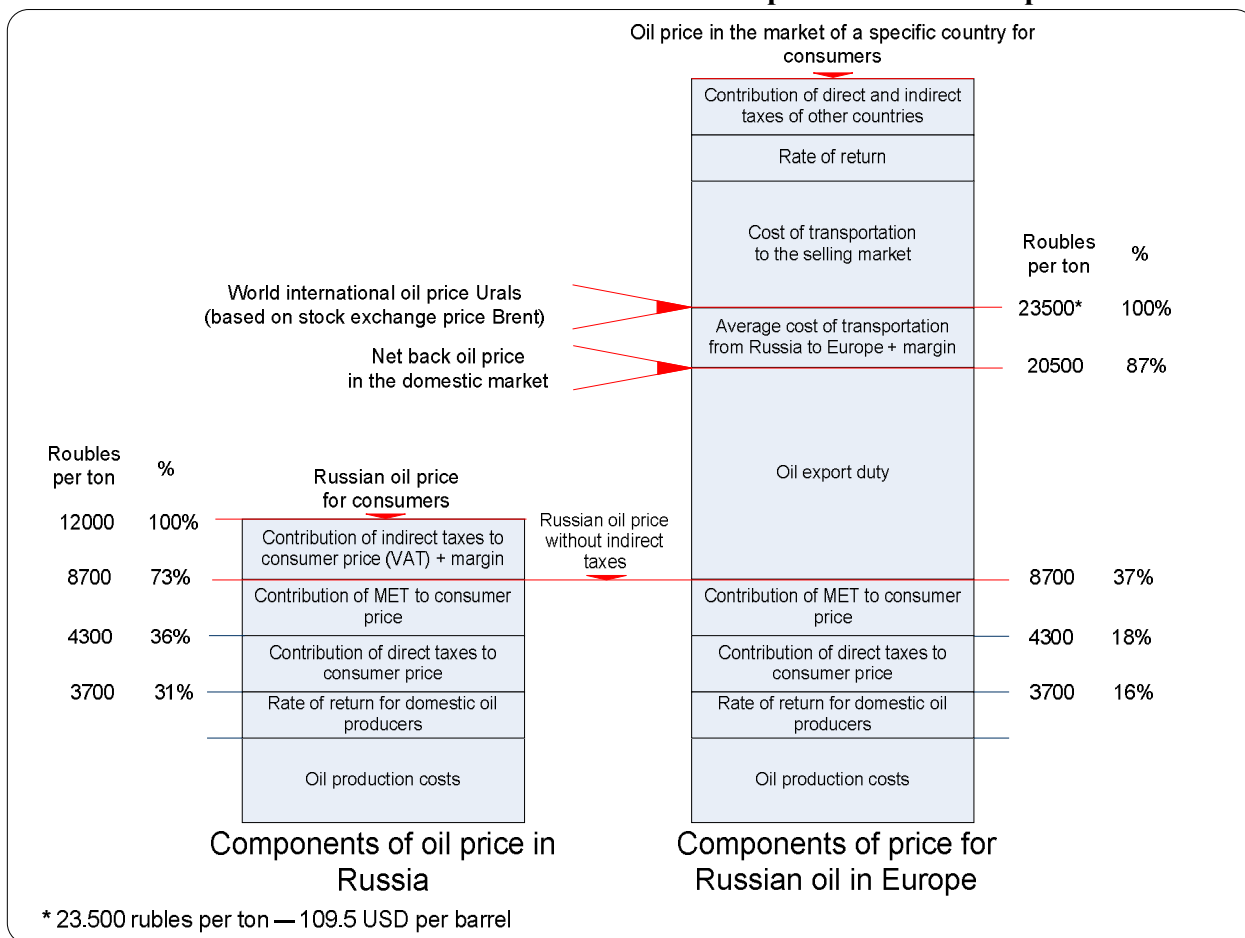 Oil price in the market of a specific country for
consumers
Contribution of direct and indirect
taxes of other countries
Rate of return
Cost of transportation
to the selling market
Roubles
per ton
%
World international oil price Urals
(based on stock exchange price Brent)
23500*
100%
Average cost of transportation
from Russia to Europe + margin
Net back oil price
in the domestic market
20500
87%
Oil export duty
Roubles
per ton
%
Russian oil price
for consumers
12000
100%
Contribution of indirect taxes to
consumer price (VAT) + margin
Russian oil price
without indirect
taxes
8700
73%
8700
37%
Contribution of MET to consumer
price
Contribution of MET to consumer
price
4300
36%
4300
18%
Contribution of direct taxes to
consumer price
Contribution of direct taxes to
consumer price
3700
31%
3700
16%
Rate of return for domestic oil
producers
Rate of return for domestic oil
producers
Oil production costs
Oil production costs
Components of oil price in
Russia
Components of price for
Russian oil in Europe
* 23.500 rubles per ton — 109.5 USD per barrel